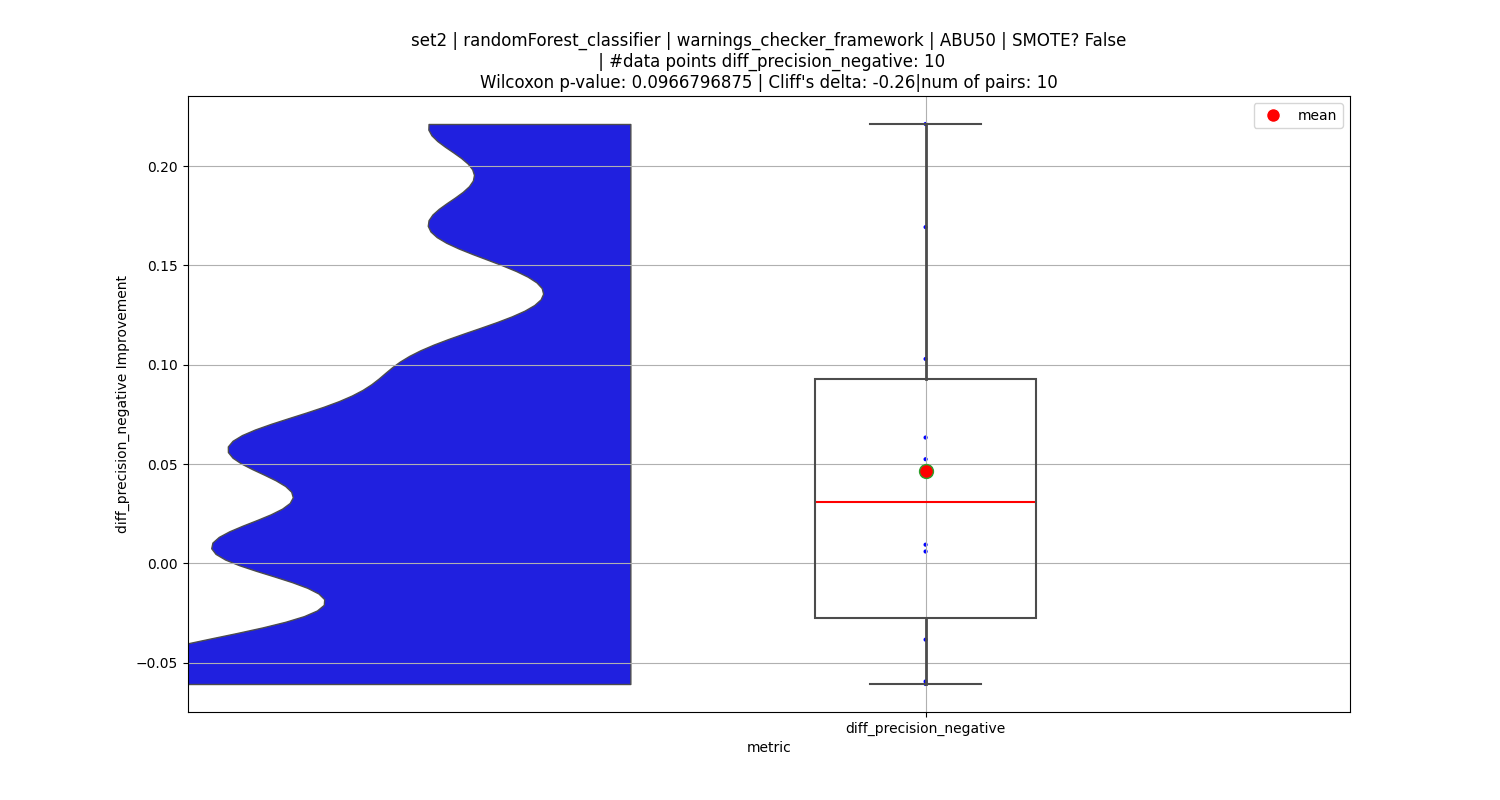 set2 | randomForest_classifier | warnings_checker_framework | ABU50 | SMOTE? False
| #data points diff_precision_negative: 10
Wilcoxon p-value: 0.0966796875 | Cliff's delta: -0.26|num of pairs: 10
mean
0.20
0.15
0.10
0.05
0.00
−0.05
diff_precision_negative Improvement
diff_precision_negative
metric